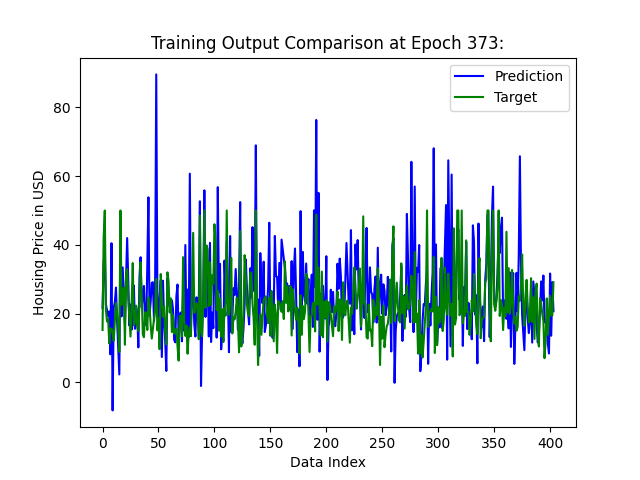 Training Output Comparison at Epoch 373:
Prediction
Target
Housing Price in USD
80
60
40
20
0
0 50 100 150 200 250 300 350 400
Data Index